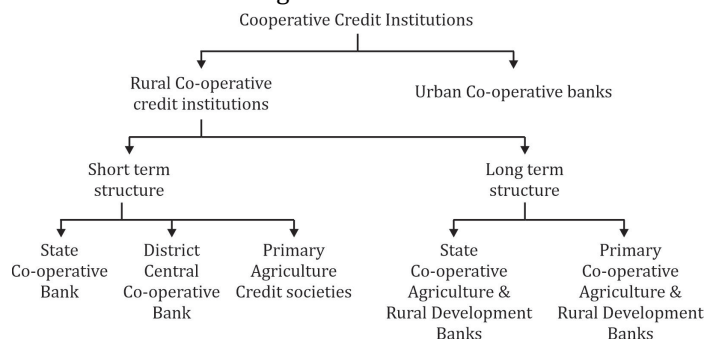 Cooperative Credit Institutions
Rural Co-operative
credit institutions
Urban Co-operative banks
Short term
structure
Long term
structure
State
Co-operative
Bank
District
Central
Co-operative
Bank
Primary
Agriculture
Credit societies
State
Co-operative
Agriculture &
Rural Development
Banks
Primary
Co-operative
Agriculture &
Rural Development
Banks